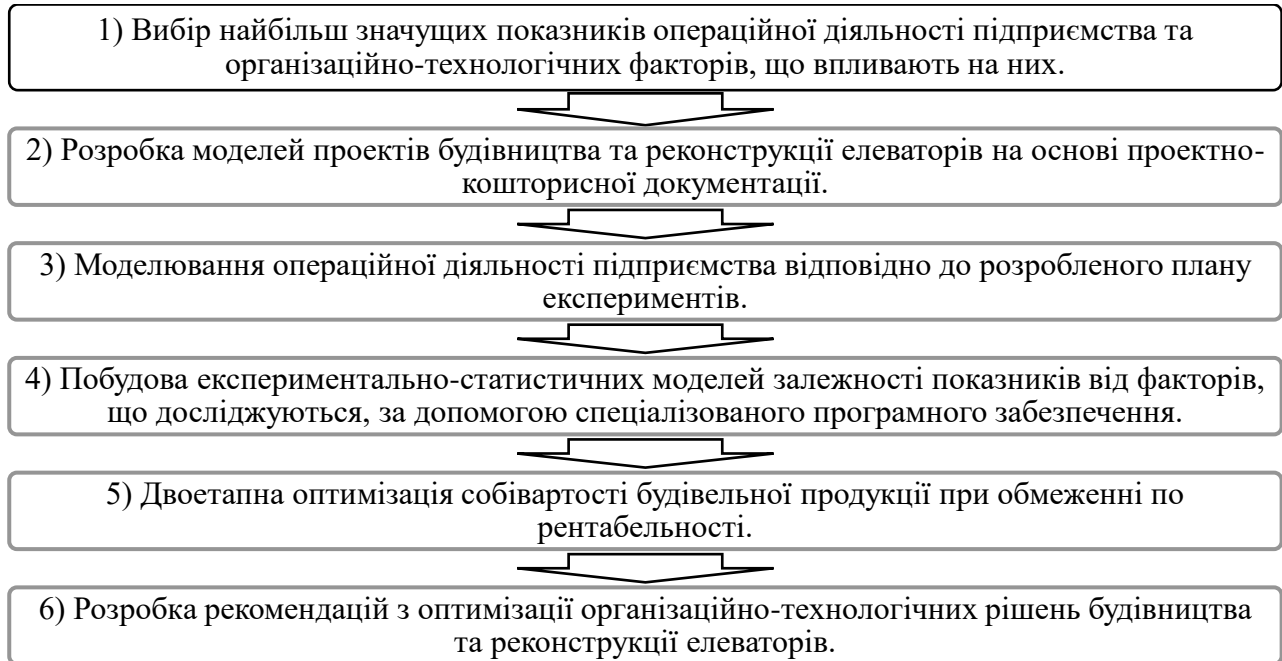 1) Вибір найбільш значущих показників операційної діяльності підприємства та
організаційно-технологічних факторів, що впливають на них.
2) Розробка моделей проектів будівництва та реконструкції елеваторів на основі проектно-
кошторисної документації.
3) Моделювання операційної діяльності підприємства відповідно до розробленого плану
експериментів.
4) Побудова експериментально-статистичних моделей залежності показників від факторів,
що досліджуються, за допомогою спеціалізованого програмного забезпечення.
5) Двоетапна оптимізація собівартості будівельної продукції при обмеженні по
рентабельності.
6) Розробка рекомендацій з оптимізації організаційно-технологічних рішень будівництва
та реконструкції елеваторів.